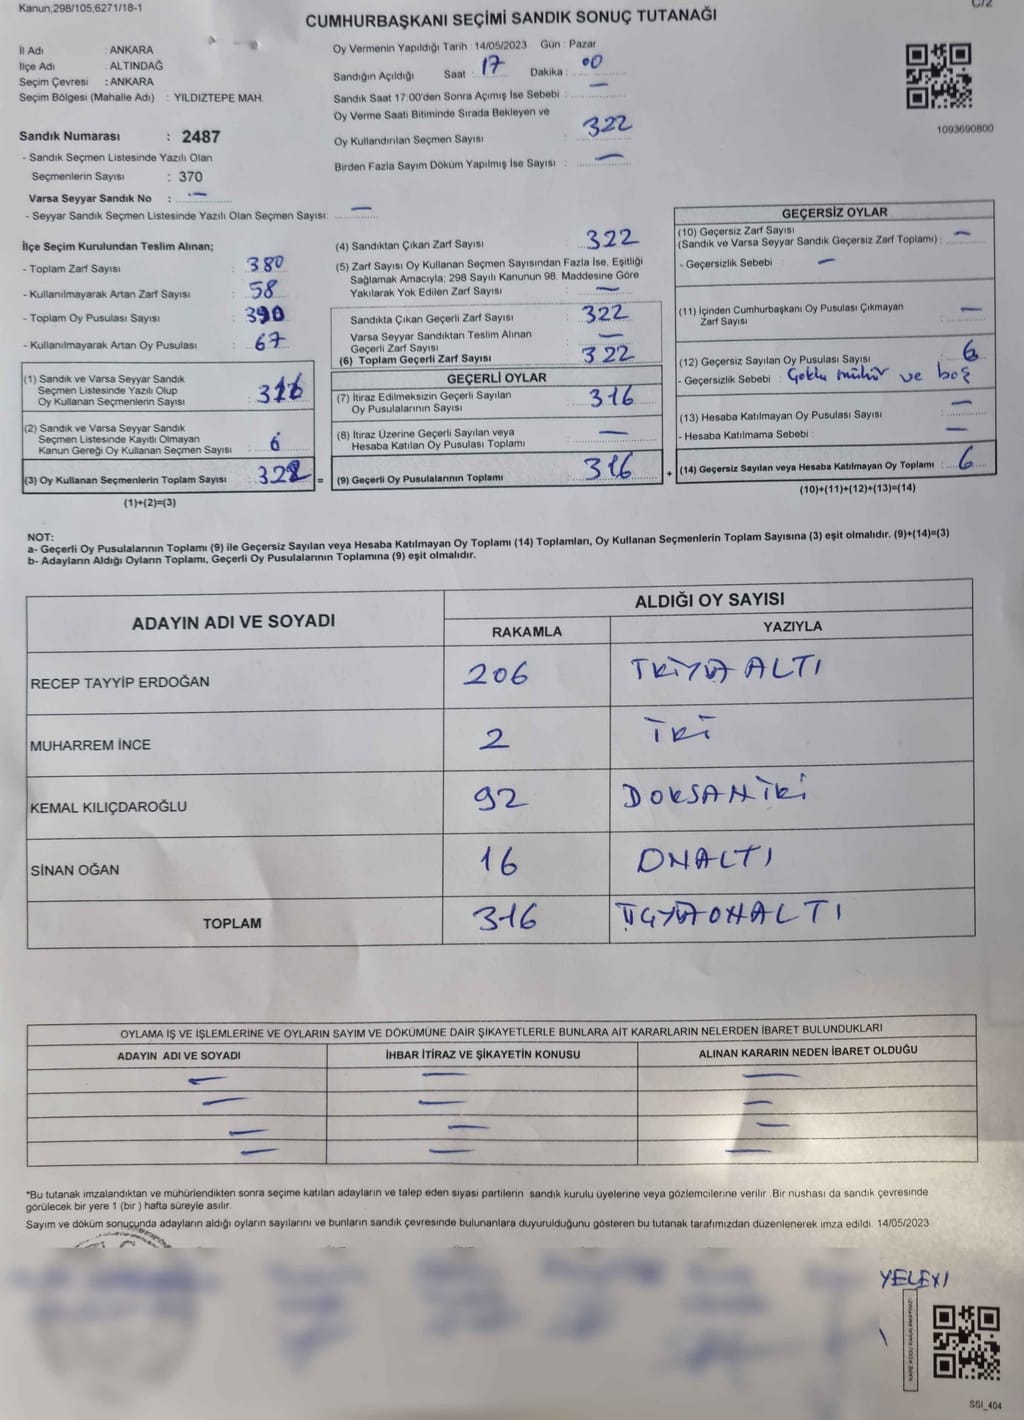 Kanun;298/105;6271/18-1
C/2
CUMHURBAŞKANI SEÇİMİ SANDIK SONUÇ TUTANAĞI
İl Adı : ANKARA
İlçe Adı : ALTINDAĞ
Seçim Çevresi : ANKARA
Seçim Bölgesi (Mahalle Adı) : YILDIZTEPE MAH.
Oy Vermenin Yapıldığı Tarih : 14/05/2023 Gün : Pazar
Sandığın Açıldığı Saat : 17 Dakika : 00
Sandık Saat 17:00'den Sonra Açımış İse Sebebi : —
Oy Verme Saati Bitiminde Sırada Bekleyen ve
Oy Kullandırılan Seçmen Sayısı : 322
Birden Fazla Sayım Döküm Yapılmış İse Sayısı : —
1093690800
Sandık Numarası : 2487
- Sandık Seçmen Listesinde Yazılı Olan
Seçmenlerin Sayısı : 370
Varsa Seyyar Sandık No : —
- Seyyar Sandık Seçmen Listesinde Yazılı Olan Seçmen Sayısı: —
İlçe Seçim Kurulundan Teslim Alınan;
- Toplam Zarf Sayısı : 380
- Kullanılmayarak Artan Zarf Sayısı : 58
- Toplam Oy Pusulası Sayısı : 390
- Kullanılmayarak Artan Oy Pusulası : 67
(1) Sandık ve Varsa Seyyar Sandık
Seçmen Listesinde Yazılı Olup
Oy Kullanan Seçmenlerin Sayısı : 316
(2) Sandık ve Varsa Seyyar Sandık
Seçmen Listesinde Kayıtlı Olmayan
Kanun Gereği Oy Kullanan Seçmen Sayısı : 6
(3) Oy Kullanan Seçmenlerin Toplam Sayısı : 322 =
(1)+(2)=(3)
(4) Sandıktan Çıkan Zarf Sayısı : 322
(5) Zarf Sayısı Oy Kullanan Seçmen Sayısından Fazla İse, Eşitliği
Sağlamak Amacıyla; 298 Sayılı Kanunun 98. Maddesine Göre
Yakılarak Yok Edilen Zarf Sayısı : —
Sandıkta Çıkan Geçerli Zarf Sayısı : 322
Varsa Seyyar Sandıktan Teslim Alınan
Geçerli Zarf Sayısı : —
(6) Toplam Geçerli Zarf Sayısı : 322
GEÇERLİ OYLAR
(7) İtiraz Edilmeksizin Geçerli Sayılan
Oy Pusulalarının Sayısı : 316
(8) İtiraz Üzerine Geçerli Sayılan veya
Hesaba Katılan Oy Pusulası Toplamı : —
(9) Geçerli Oy Pusulalarının Toplamı : 316 +
GEÇERSİZ OYLAR
(10) Geçersiz Zarf Sayısı
(Sandık ve Varsa Seyyar Sandık Geçersiz Zarf Toplamı) : —
- Geçersizlik Sebebi : —
(11) İçinden Cumhurbaşkanı Oy Pusulası Çıkmayan
Zarf Sayısı : —
(12) Geçersiz Sayılan Oy Pusulası Sayısı : 6
- Geçersizlik Sebebi : Çoklu mühür ve boş
(13) Hesaba Katılmayan Oy Pusulası Sayısı : —
- Hesaba Katılmama Sebebi : —
(14) Geçersiz Sayılan veya Hesaba Katılmayan Oy Toplamı : 6
(10)+(11)+(12)+(13)=(14)
NOT:
a- Geçerli Oy Pusulalarının Toplamı (9) ile Geçersiz Sayılan veya Hesaba Katılmayan Oy Toplamı (14) Toplamları, Oy Kullanan Seçmenlerin Toplam Sayısına (3) eşit olmalıdır. (9)+(14)=(3)
b- Adayların Aldığı Oyların Toplamı, Geçerli Oy Pusulalarının Toplamına (9) eşit olmalıdır.
ADAYIN ADI VE SOYADI ALDIĞI OY SAYISI
RAKAMLA YAZIYLA
RECEP TAYYİP ERDOĞAN 206 İKİYÜZ ALTI
MUHARREM İNCE 2 İKİ
KEMAL KILIÇDAROĞLU 92 DOKSANİKİ
SİNAN OĞAN 16 ONALTI
TOPLAM 316 ÜÇYÜZONALTI
OYLAMA İŞ VE İŞLEMLERİNE VE OYLARIN SAYIM VE DÖKÜMÜNE DAİR ŞİKAYETLERLE BUNLARA AİT KARARLARIN NELERDEN İBARET BULUNDUKLARI
ADAYIN ADI VE SOYADI İHBAR İTİRAZ VE ŞİKAYETİN KONUSU ALINAN KARARIN NEDEN İBARET OLDUĞU
— — —
— — —
— — —
— — —
*Bu tutanak imzalandıktan ve mühürlendikten sonra seçime katılan adayların ve talep eden siyasi partilerin sandık kurulu üyelerine veya gözlemcilerine verilir. Bir nüshası da sandık çevresinde
görülecek bir yere 1 (bir) hafta süreyle asılır.
Sayım ve döküm sonucunda adayların aldığı oyların sayılarını ve bunların sandık çevresinde bulunanlara duyurulduğunu gösteren bu tutanak tarafımızdan düzenlenerek imza edildi. 14/05/2023
SSI_404